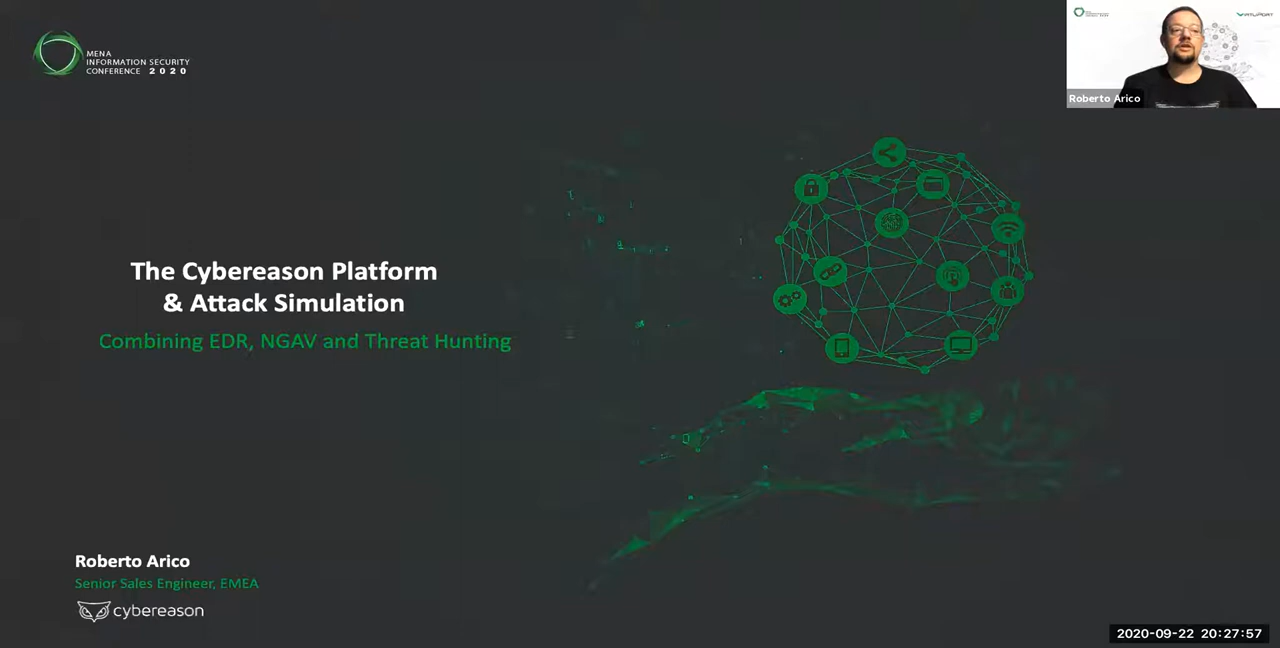 MENA
INFORMATION SECURITY
CONFERENCE 2020
VIRTUPORT
Roberto Arico
The Cybereason Platform
& Attack Simulation
Combining EDR, NGAV and Threat Hunting
Roberto Arico
Senior Sales Engineer, EMEA
cybereason
2020-09-22 20:27:57